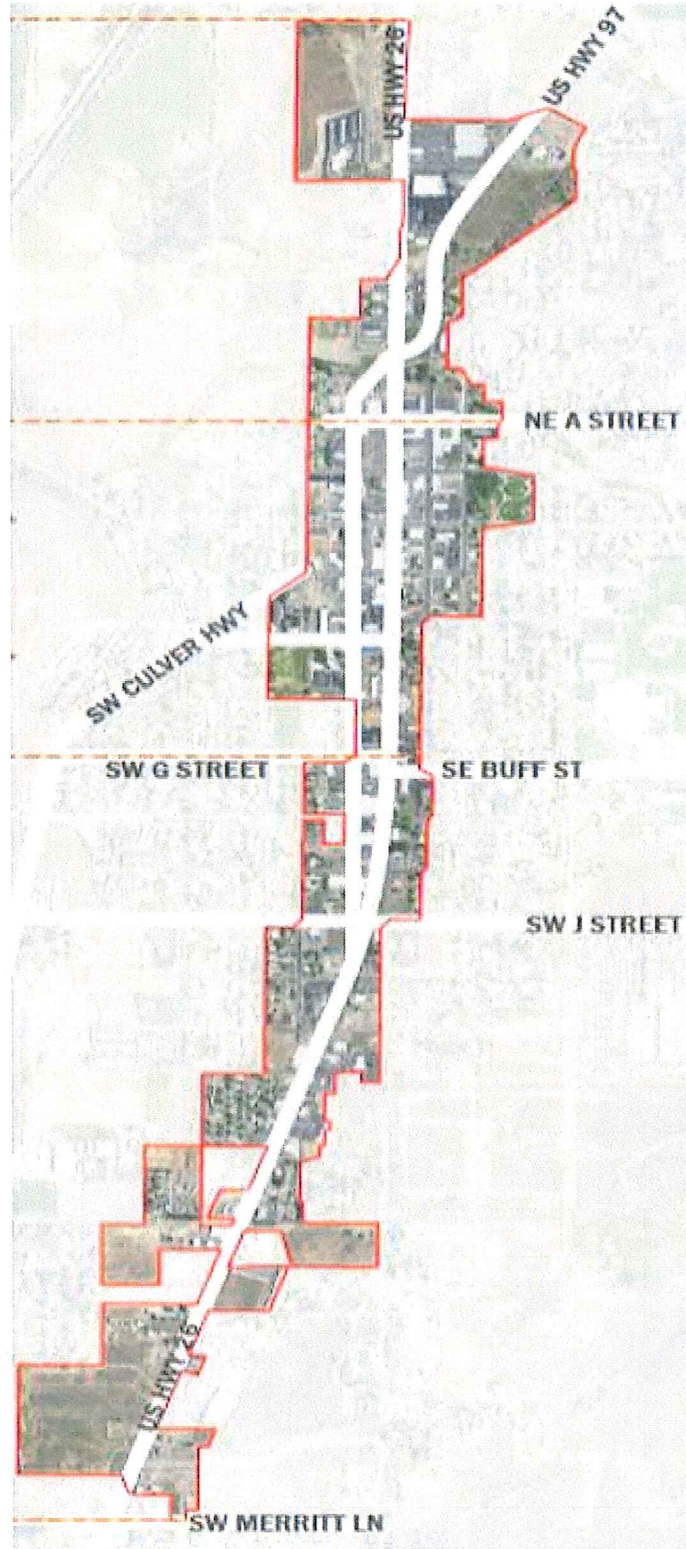 US HWY 26
US HWY 97
NE A STREET
SW CULVER HWY
SW G STREET
SE BUFF ST
SW J STREET
US HWY 26
SW MERRITT LN